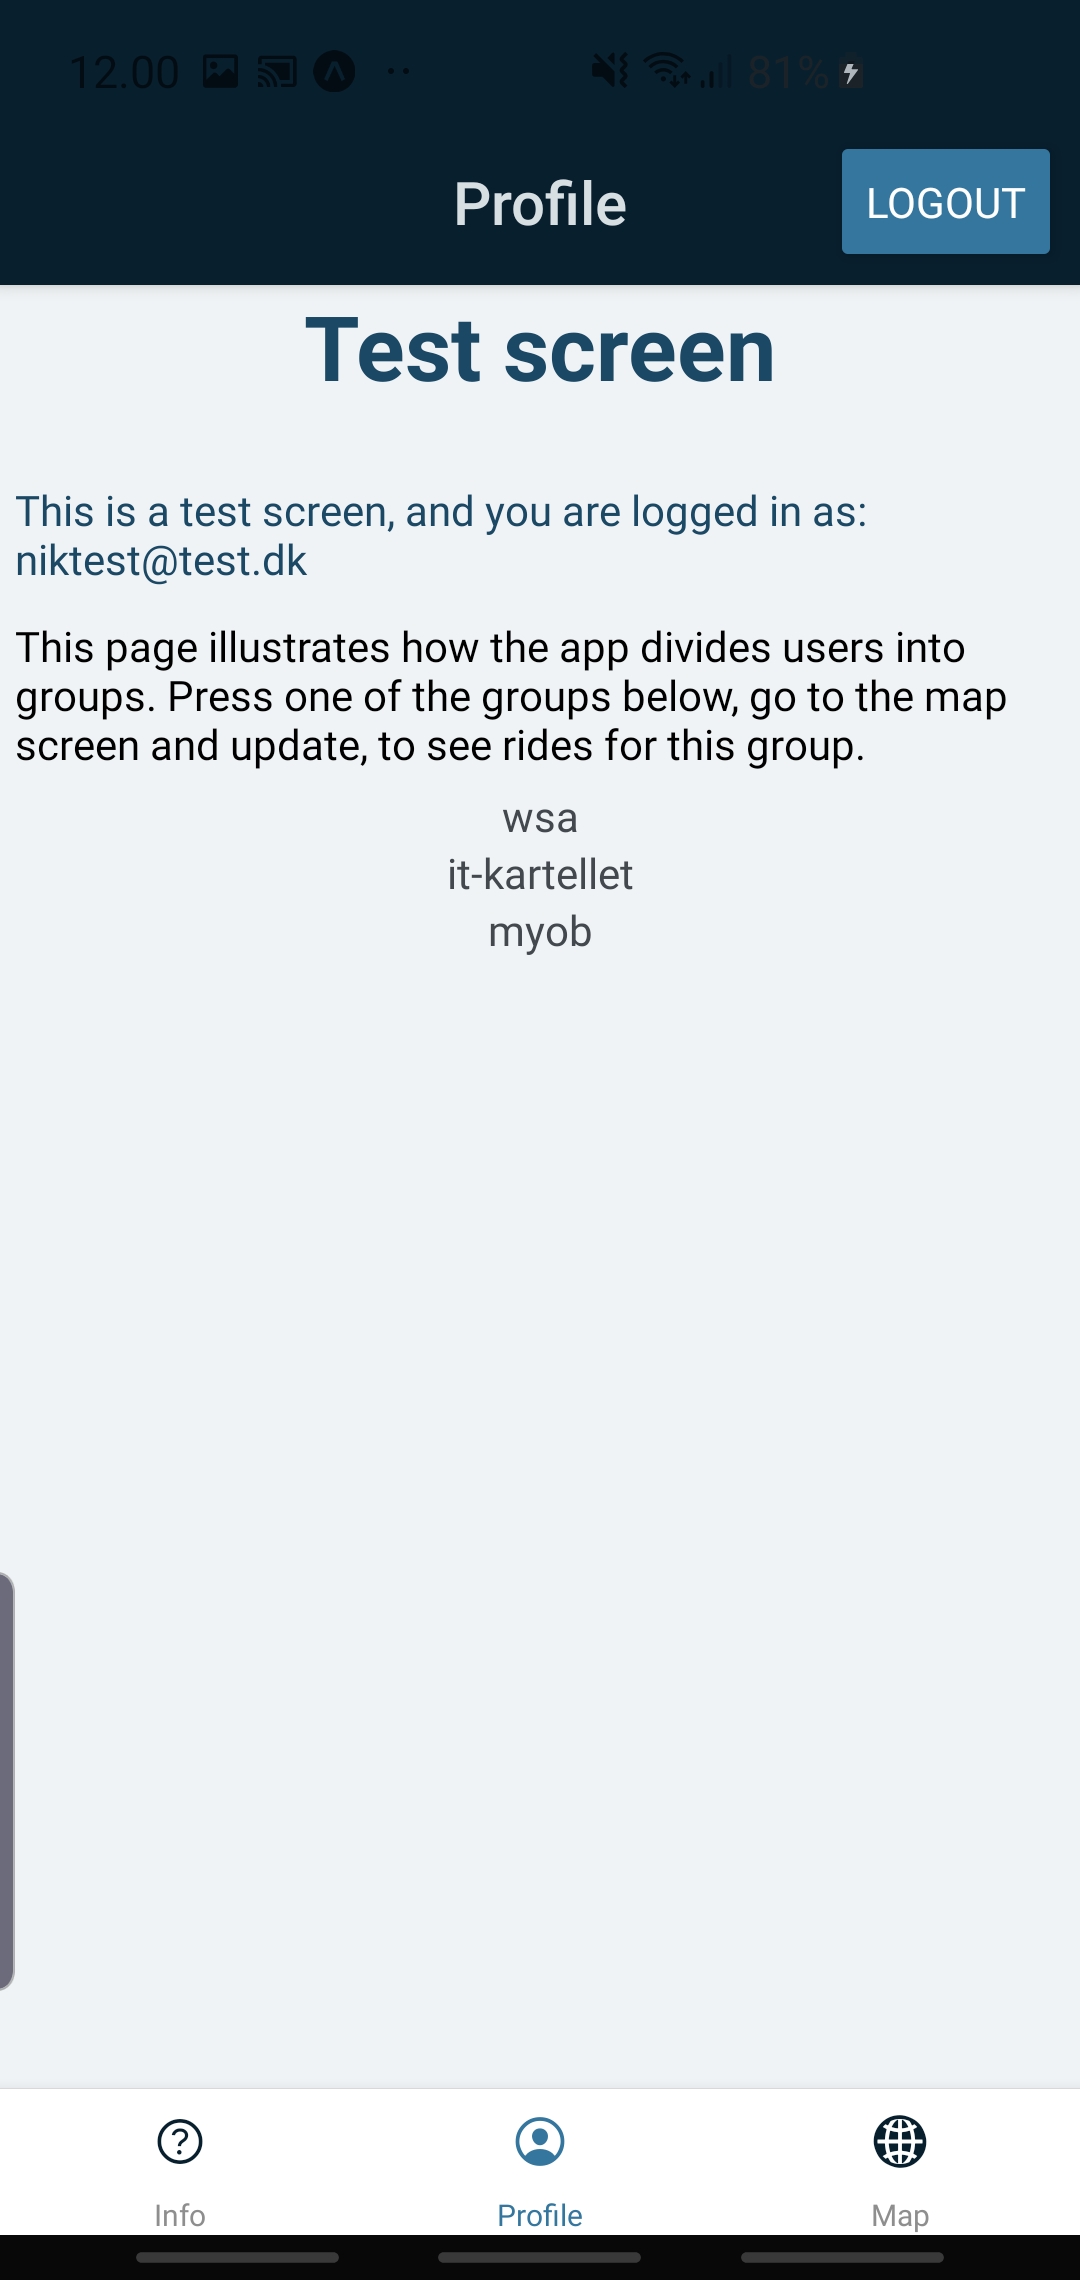 12.00 81%
Profile LOGOUT
Test screen
This is a test screen, and you are logged in as:
niktest@test.dk
This page illustrates how the app divides users into
groups. Press one of the groups below, go to the map
screen and update, to see rides for this group.
wsa
it-kartellet
myob
Info Profile Map